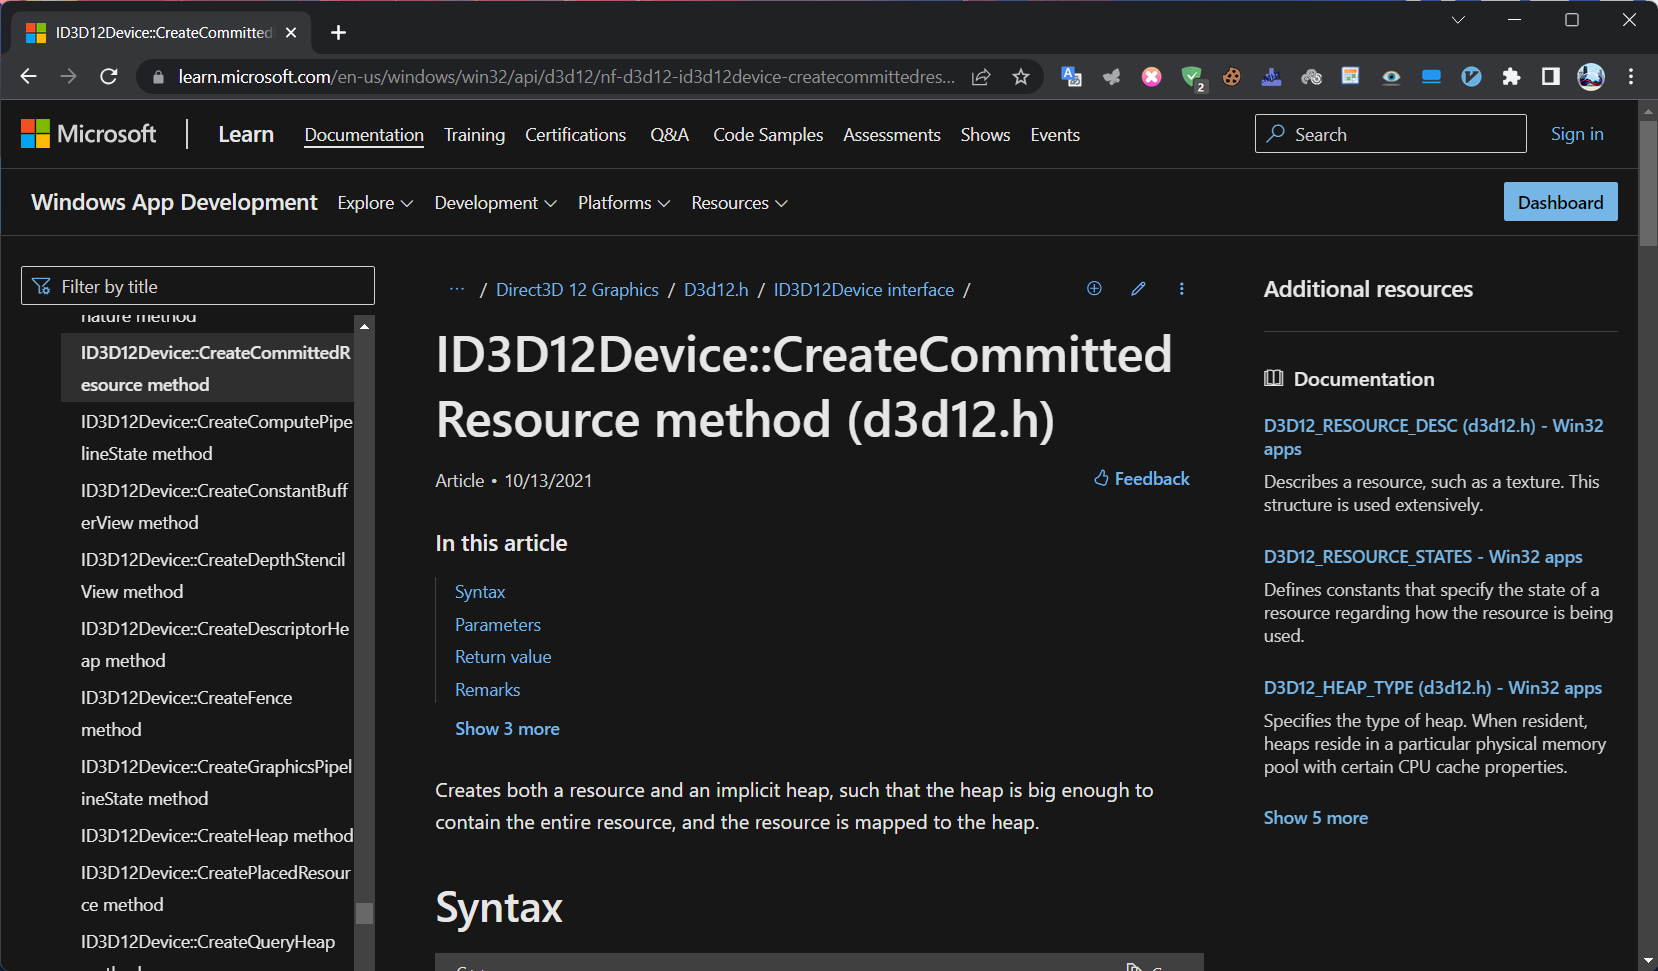 ID3D12Device::CreateCommitted
learn.microsoft.com/en-us/windows/win32/api/d3d12/nf-d3d12-id3d12device-createcommittedres...
2
Microsoft
Learn
Documentation
Training
Certifications
Q&A
Code Samples
Assessments
Shows
Events
Search
Sign in
Windows App Development
Explore
Development
Platforms
Resources
Dashboard
Filter by title
nature method
ID3D12Device::CreateCommittedR
esource method
ID3D12Device::CreateComputePipe
lineState method
ID3D12Device::CreateConstantBuff
erView method
ID3D12Device::CreateDepthStencil
View method
ID3D12Device::CreateDescriptorHe
ap method
ID3D12Device::CreateFence
method
ID3D12Device::CreateGraphicsPipel
ineState method
ID3D12Device::CreateHeap method
ID3D12Device::CreatePlacedResour
ce method
ID3D12Device::CreateQueryHeap
··· / Direct3D 12 Graphics / D3d12.h / ID3D12Device interface /
ID3D12Device::CreateCommitted
Resource method (d3d12.h)
Article • 10/13/2021
Feedback
In this article
Syntax
Parameters
Return value
Remarks
Show 3 more
Creates both a resource and an implicit heap, such that the heap is big enough to
contain the entire resource, and the resource is mapped to the heap.
Syntax
Additional resources
Documentation
D3D12_RESOURCE_DESC (d3d12.h) - Win32
apps
Describes a resource, such as a texture. This
structure is used extensively.
D3D12_RESOURCE_STATES - Win32 apps
Defines constants that specify the state of a
resource regarding how the resource is being
used.
D3D12_HEAP_TYPE (d3d12.h) - Win32 apps
Specifies the type of heap. When resident,
heaps reside in a particular physical memory
pool with certain CPU cache properties.
Show 5 more